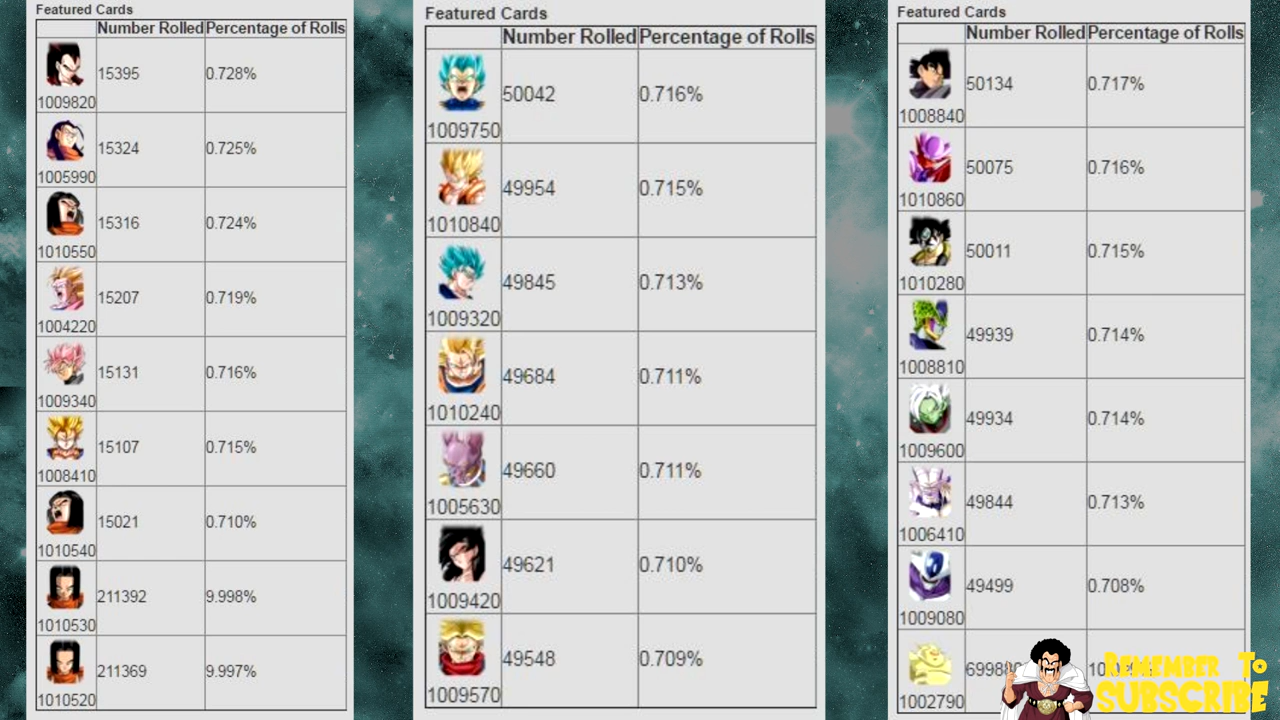 Featured Cards
Number Rolled Percentage of Rolls
1009820 15395 0.728%
1005990 15324 0.725%
1010550 15316 0.724%
1004220 15207 0.719%
1009340 15131 0.716%
1008410 15107 0.715%
1010540 15021 0.710%
1010530 211392 9.998%
1010520 211369 9.997%
Featured Cards
Number Rolled Percentage of Rolls
1009750 50042 0.716%
1010840 49954 0.715%
1009320 49845 0.713%
1010240 49684 0.711%
1005630 49660 0.711%
1009420 49621 0.710%
1009570 49548 0.709%
Featured Cards
Number Rolled Percentage of Rolls
1008840 50134 0.717%
1010860 50075 0.716%
1010280 50011 0.715%
1008810 49939 0.714%
1009600 49934 0.714%
1006410 49844 0.713%
1009080 49499 0.708%
1002790
Remember To
SUBSCRIBE